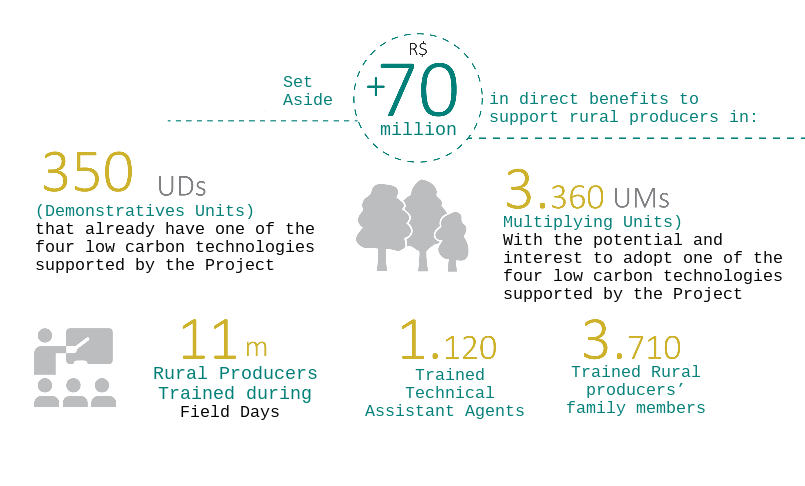 R$
Set
Aside
+70
million
in direct benefits to
support rural producers in:
350 UDs
(Demonstratives Units)
that already have one of the
four low carbon technologies
supported by the Project
3.360 UMs
Multiplying Units)
With the potential and
interest to adopt one of the
four low carbon technologies
supported by the Project
11 m
Rural Producers
Trained during
Field Days
1.120
Trained
Technical
Assistant Agents
3.710
Trained Rural
producers’
family members